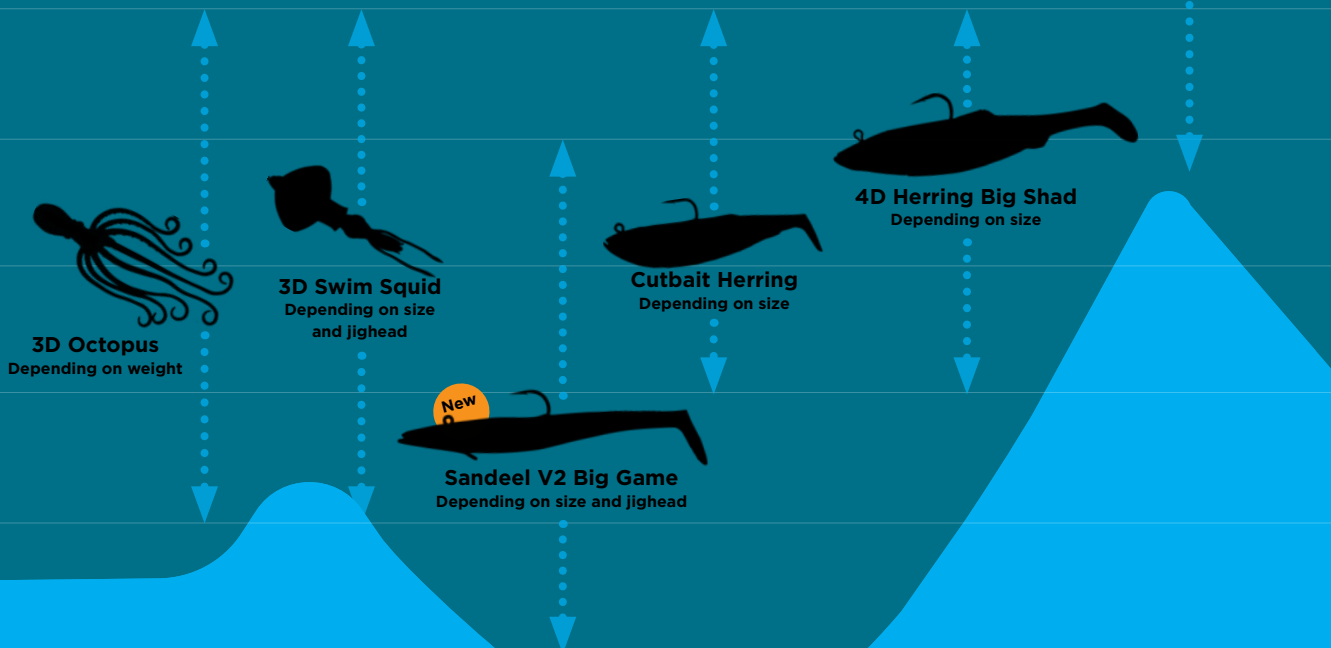 3D Octopus
Depending on weight
3D Swim Squid
Depending on size
and jighead
New
Sandeel V2 Big Game
Depending on size and jighead
Cutbait Herring
Depending on size
4D Herring Big Shad
Depending on size